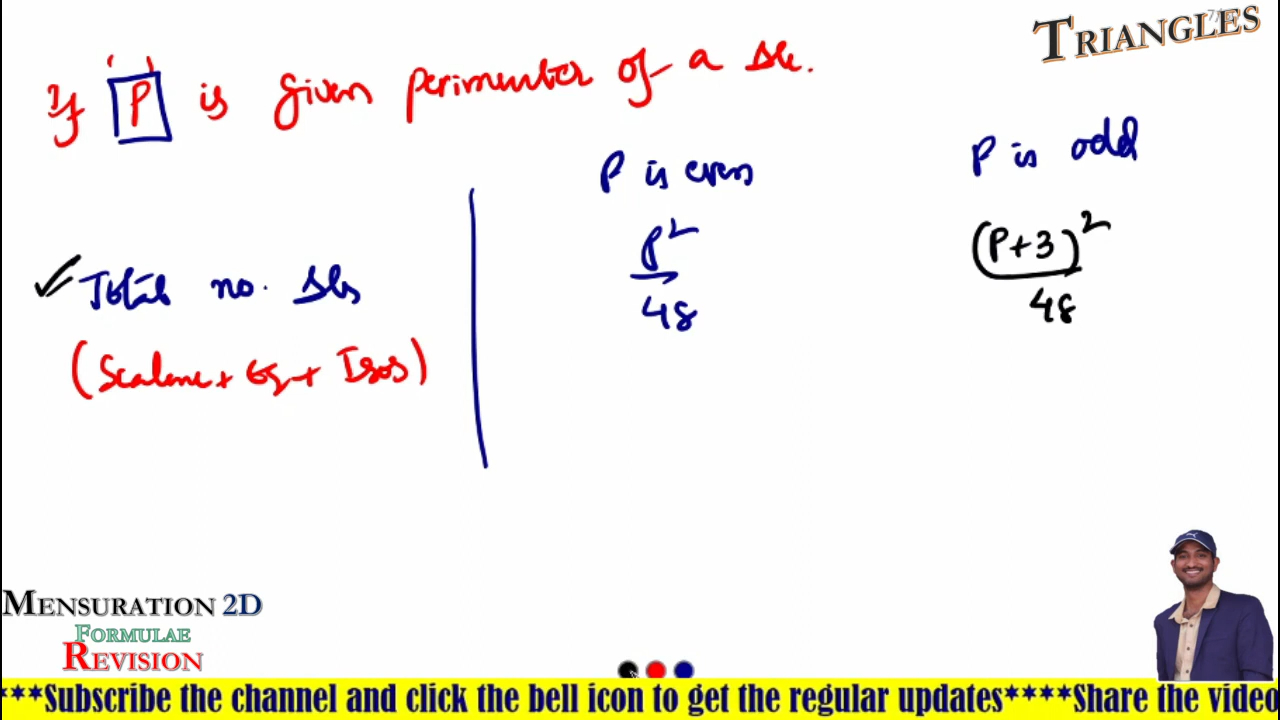 TRIANGLES
If P is given perimenter of a Δle.
P is even
P is odd
✓ Total no. Δles
P²
48
(P+3)²
48
(Scalene + Eq + Isos)
MENSURATION 2D
FORMULAE
REVISION
***Subscribe the channel and click the bell icon to get the regular updates****Share the video